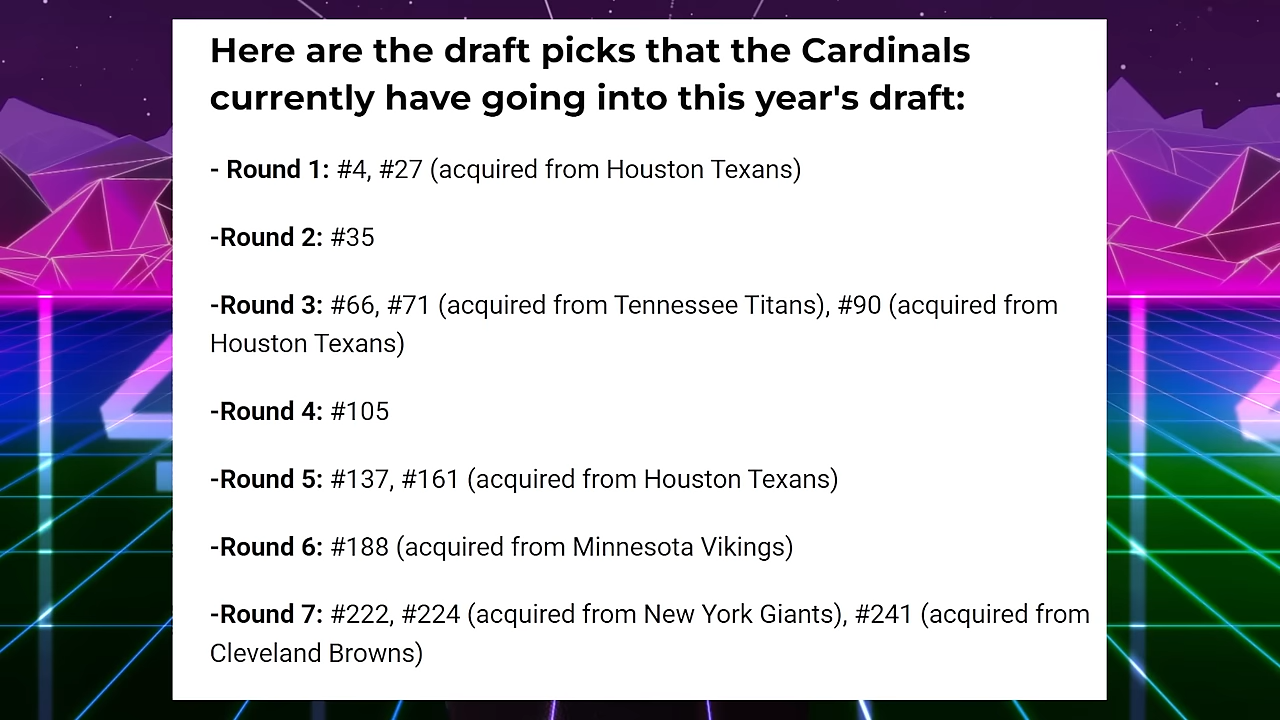 Here are the draft picks that the Cardinals
currently have going into this year's draft:
- Round 1: #4, #27 (acquired from Houston Texans)
-Round 2: #35
-Round 3: #66, #71 (acquired from Tennessee Titans), #90 (acquired from
Houston Texans)
-Round 4: #105
-Round 5: #137, #161 (acquired from Houston Texans)
-Round 6: #188 (acquired from Minnesota Vikings)
-Round 7: #222, #224 (acquired from New York Giants), #241 (acquired from
Cleveland Browns)